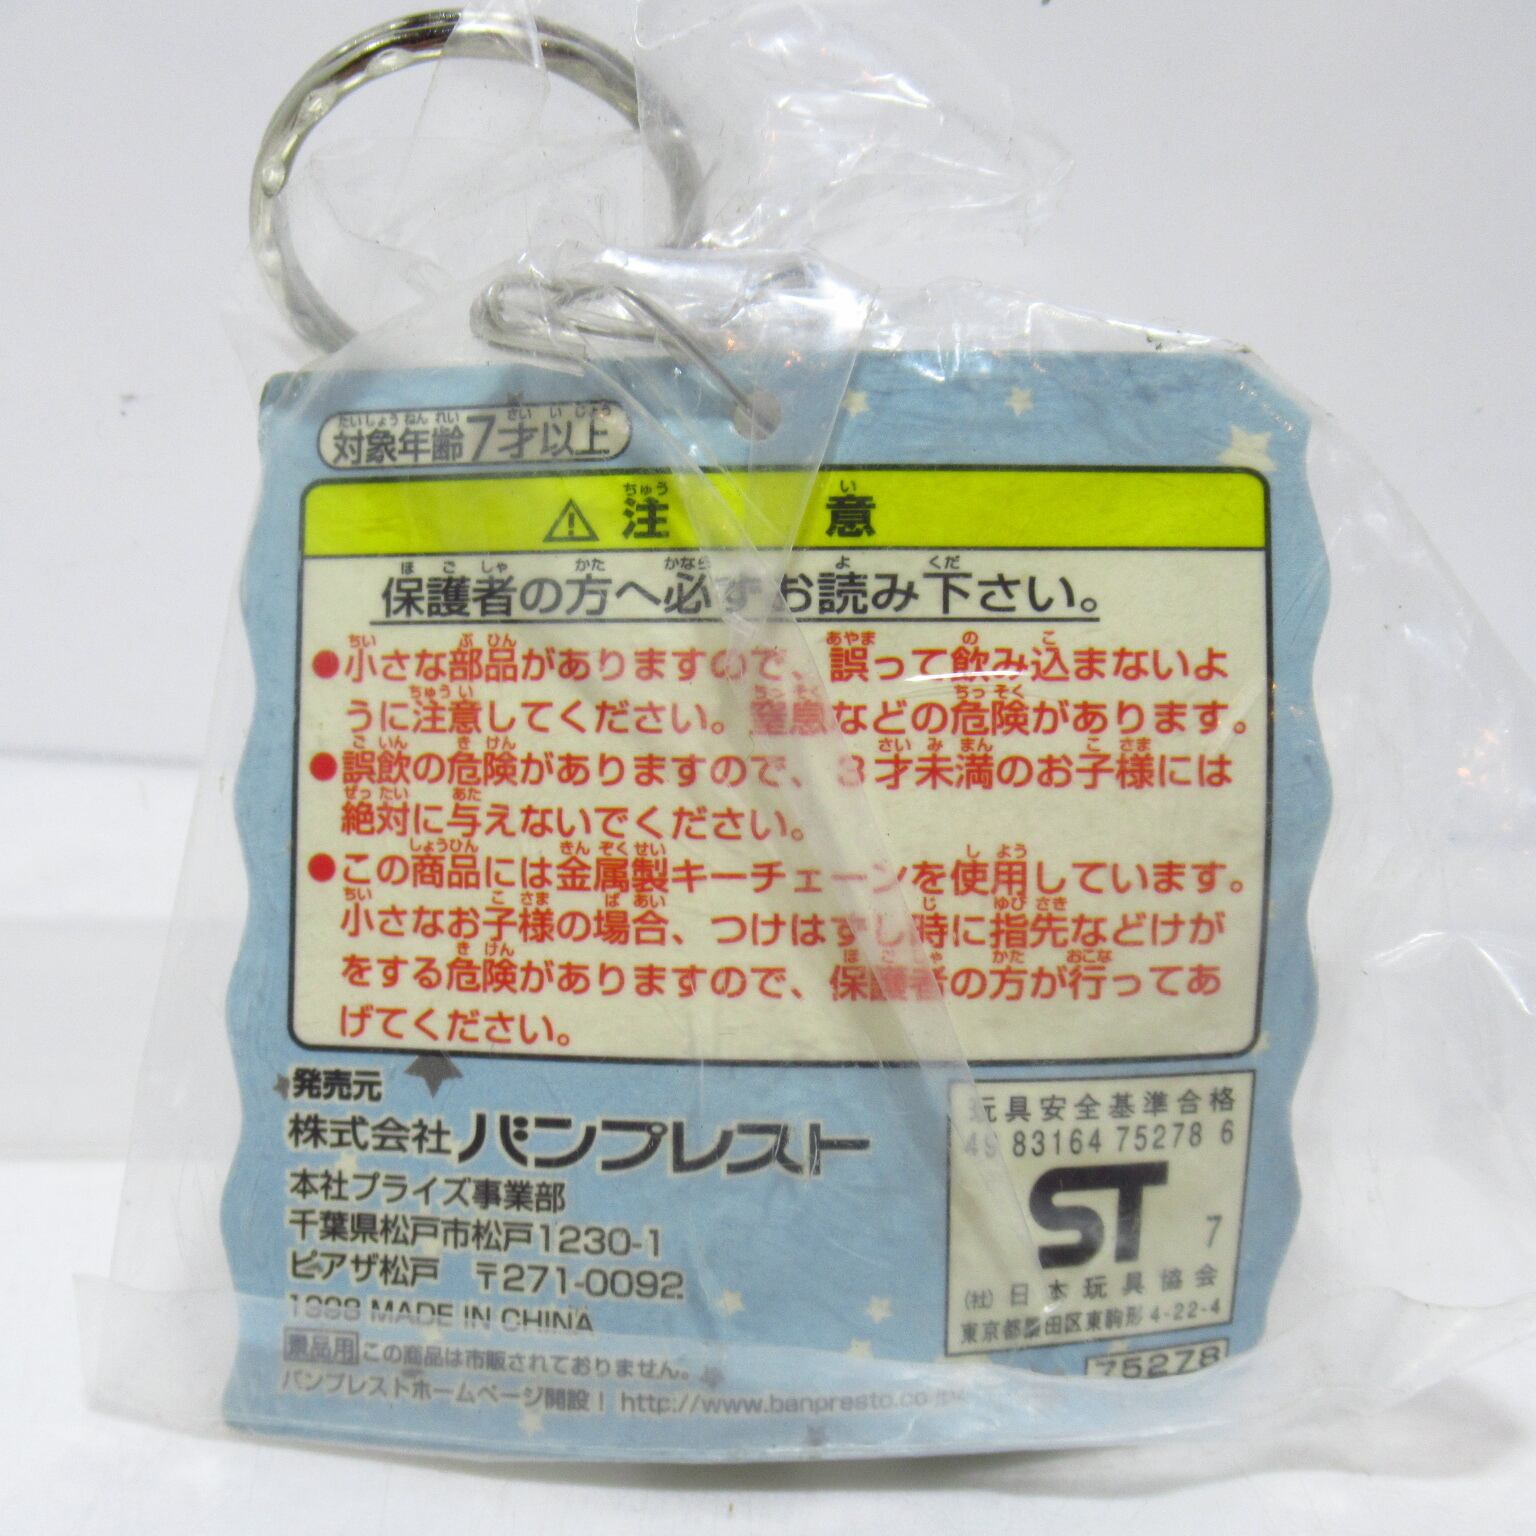 対象年齢7才以上
⚠注意
保護者の方へ必ずお読み下さい。
●小さな部品がありますので、誤って飲み込まないよ
うに注意してください。窒息などの危険があります。
●誤飲の危険がありますので、3才未満のお子様には
絶対に与えないでください。
●この商品には金属製キーチェーンを使用しています。
小さなお子様の場合、つけはずし時に指先などけが
をする危険がありますので、保護者の方が行ってあ
げてください。
発売元
株式会社バンプレスト
本社プライズ事業部
千葉県松戸市松戸1230-1
ピアザ松戸 〒271-0092
1998 MADE IN CHINA
景品用 この商品は市販されておりません。
バンプレストホームページ開設! http://www.banpresto.co.jp/
玩具安全基準合格
49 83164 75278 6
ST 7
(社)日本玩具協会
東京都墨田区東駒形4-22-4
75278